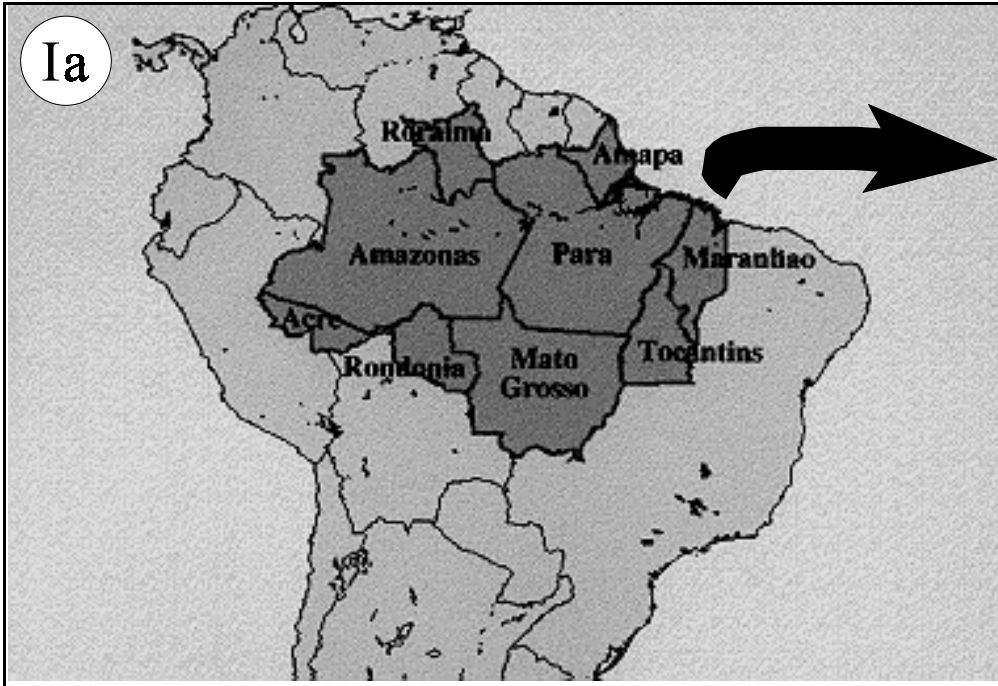 Ia
Roraima
Amapa
Amazonas
Para
Maranhao
Acre
Rondonia
Mato
Grosso
Tocantins